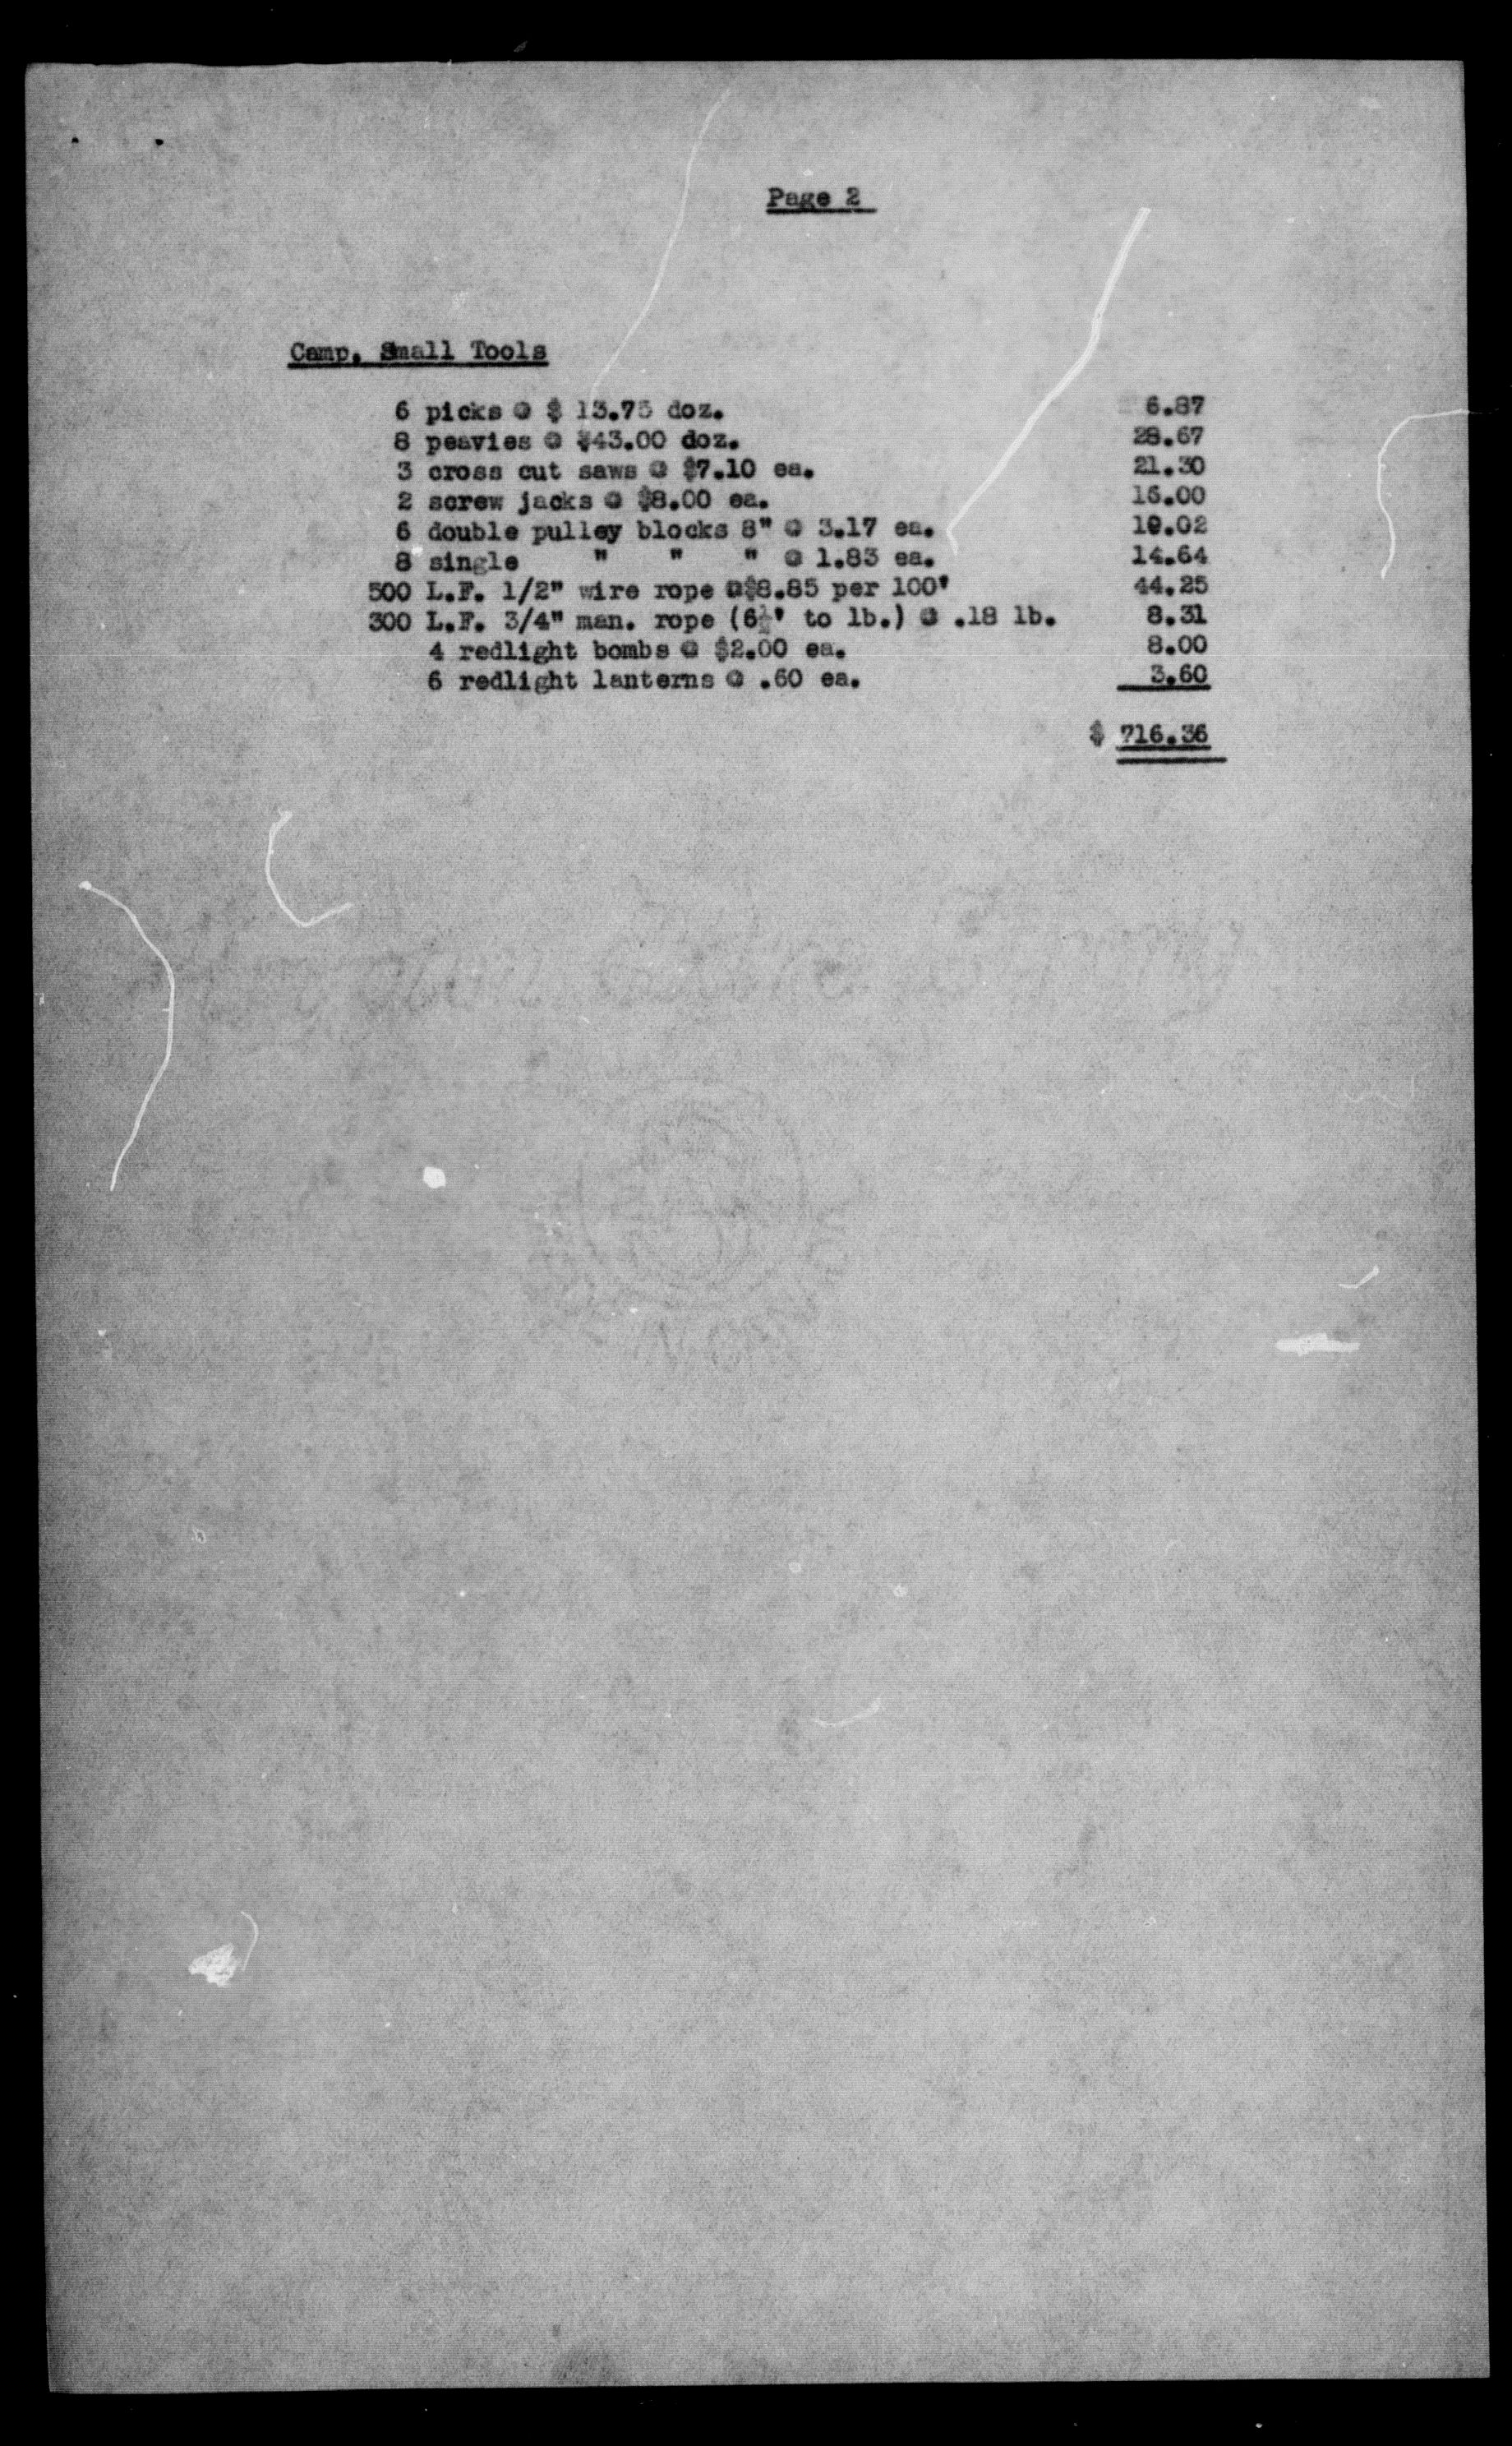 Page 2
Camp. Small Tools
6 picks @ $ 13.75 doz. 6.87
8 peavies @ $43.00 doz. 28.67
3 cross cut saws @ $7.10 ea. 21.30
2 screw jacks @ $8.00 ea. 16.00
6 double pulley blocks 8" @ 3.17 ea. 19.02
8 single " " " @ 1.83 ea. 14.64
500 L.F. 1/2" wire rope @$8.85 per 100' 44.25
300 L.F. 3/4" man. rope (6½' to lb.) @ .18 lb. 8.31
4 redlight bombs @ $2.00 ea. 8.00
6 redlight lanterns @ .60 ea. 3.60
$ 716.36